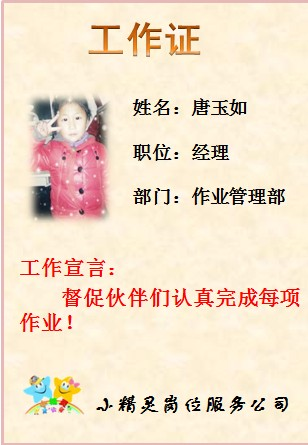 工作证
姓名：唐玉如
职位：经理
部门：作业管理部
工作宣言：
督促伙伴们认真完成每项
作业！
小精灵岗位服务公司